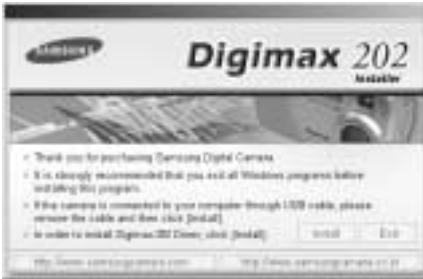 SAMSUNG
Digimax 202
Installer
Thank you for purchasing Samsung Digital Camera.
It is strongly recommended that you exit all Windows programs before
installing this program.
If the camera is connected to your computer through USB cable, please
remove the cable and then click [Install].
In order to install Digimax 202 Driver, click [Install].
Install
Exit
http://www.samsungcamera.com
http://www.samsungcamera.co.kr